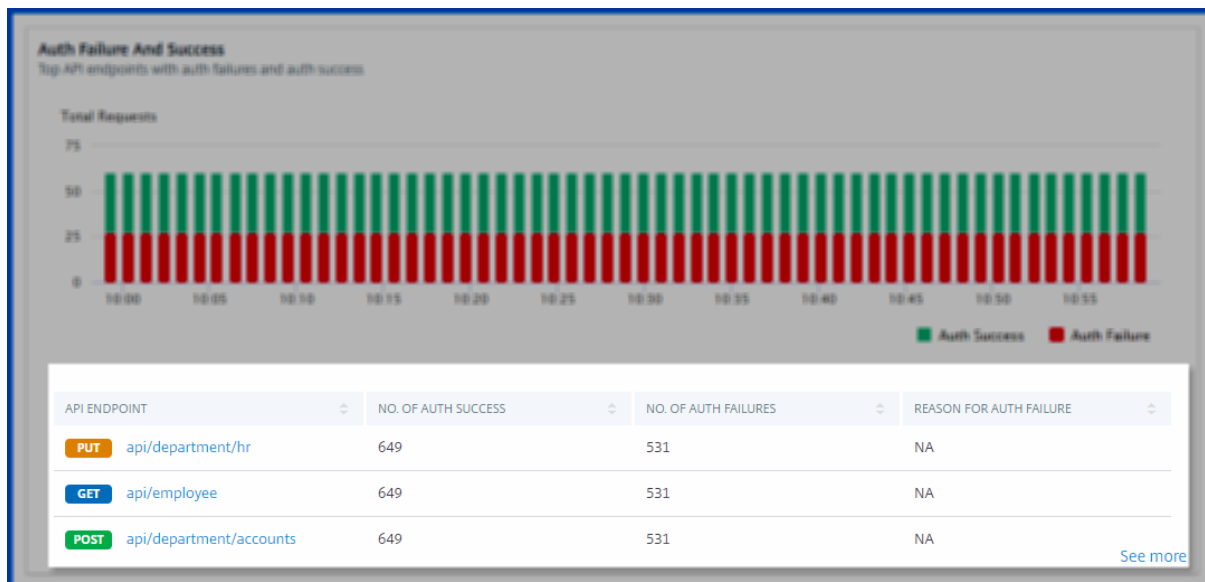 Auth Failure And Success
Top API endpoints with auth failures and auth success
Total Requests
75
50
25
0
10:00 10:05 10:10 10:15 10:20 10:25 10:30 10:35 10:40 10:45 10:50 10:55
Auth Success Auth Failure
API ENDPOINT NO. OF AUTH SUCCESS NO. OF AUTH FAILURES REASON FOR AUTH FAILURE
PUT api/department/hr 649 531 NA
GET api/employee 649 531 NA
POST api/department/accounts 649 531 NA
See more